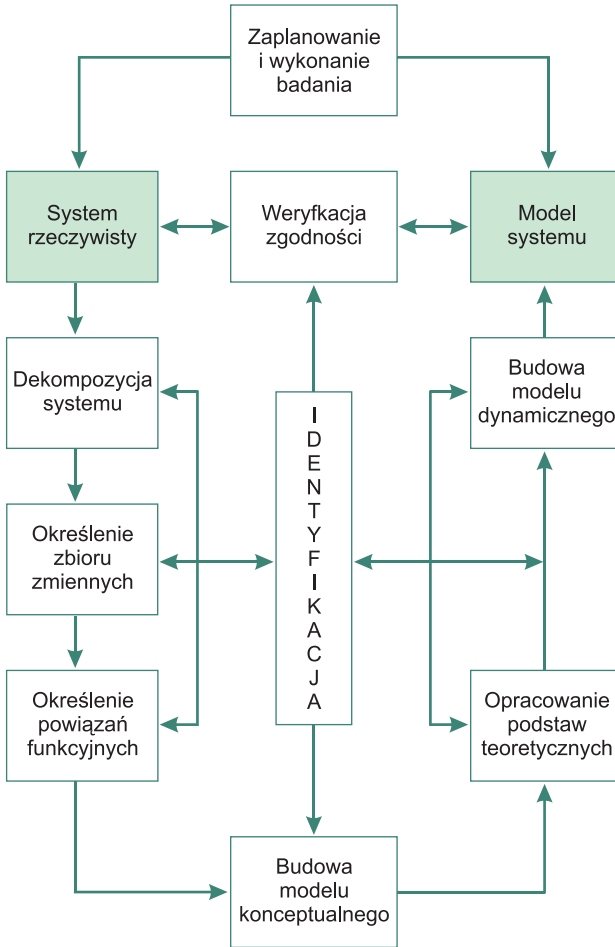 Zaplanowanie
i wykonanie
badania
System
rzeczywisty
Weryfkacja
zgodności
Model
systemu
Dekompozycja
systemu
Budowa
modelu
dynamicznego
I
D
E
N
T
Y
F
I
K
A
C
J
A
Określenie
zbioru
zmiennych
Określenie
powiązań
funkcyjnych
Opracowanie
podstaw
teoretycznych
Budowa
modelu
konceptualnego